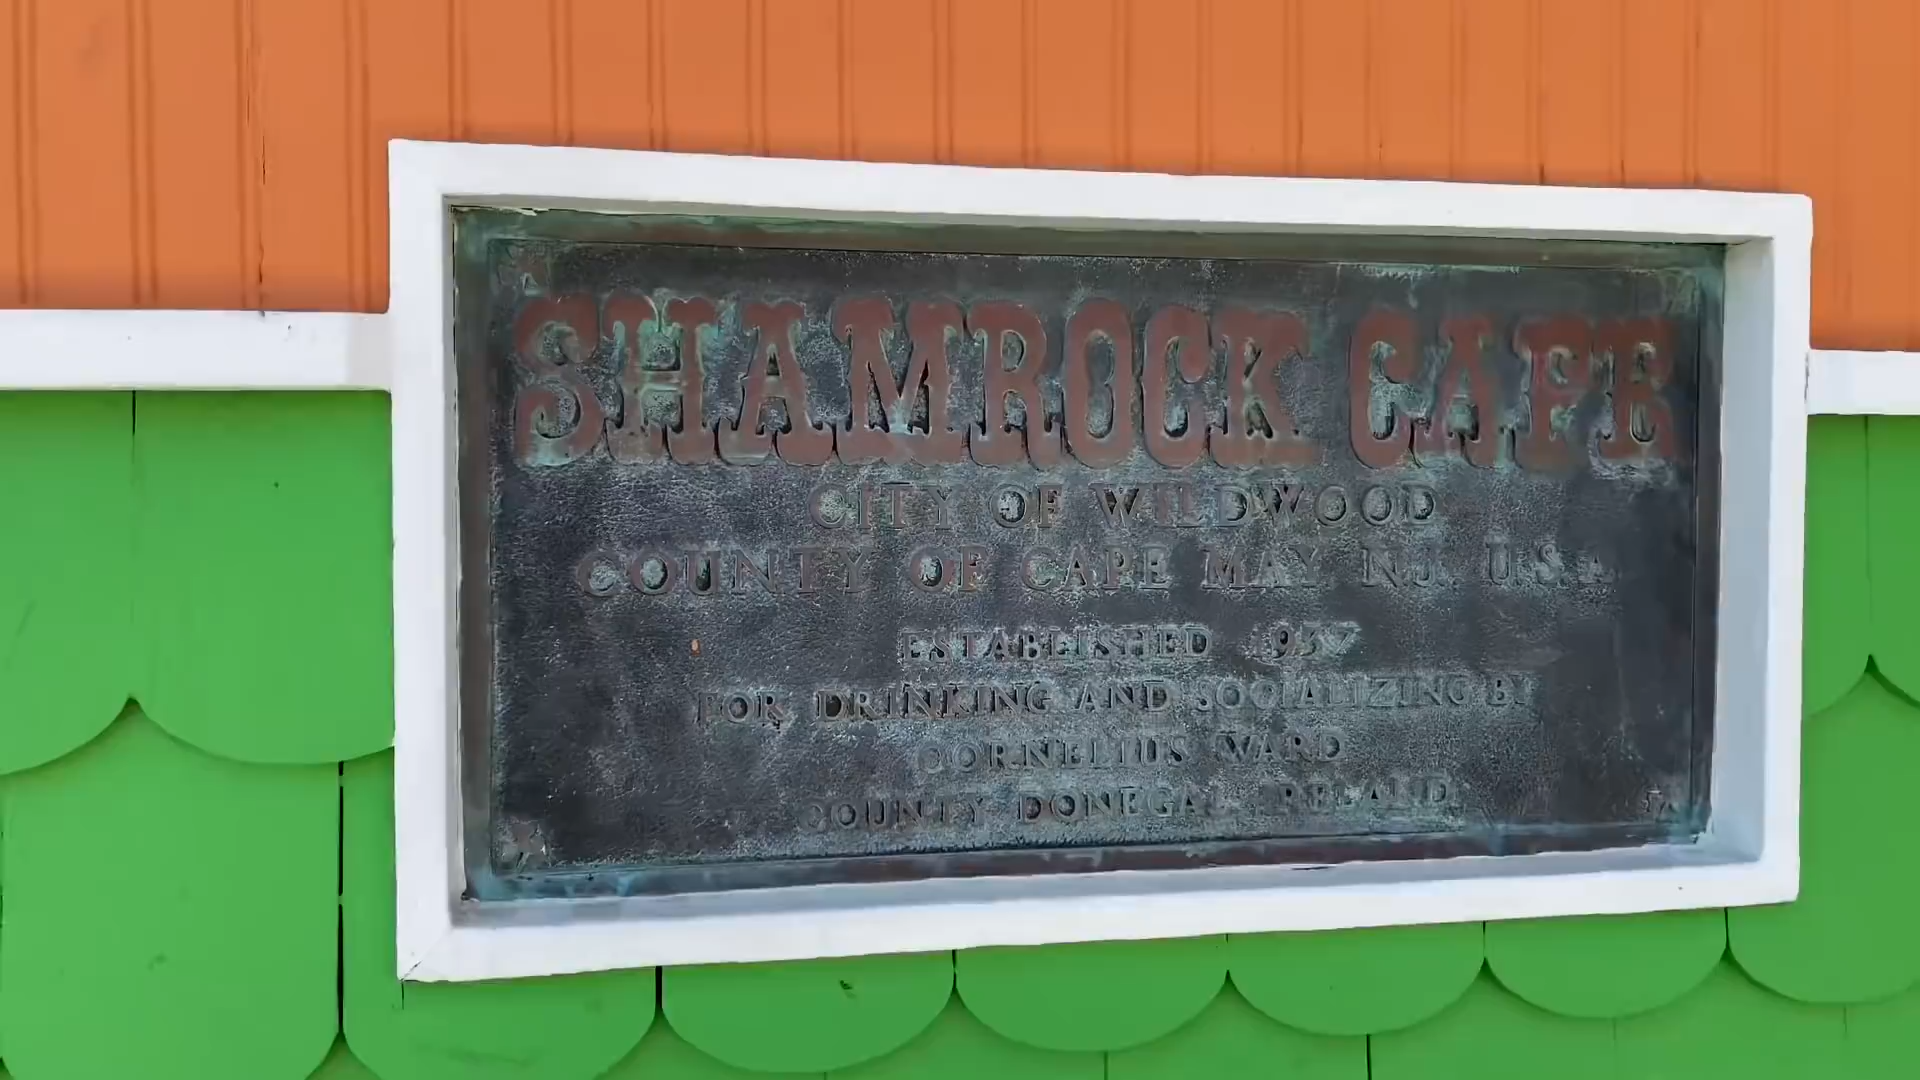 SHAMROCK CAFE
CITY OF WILDWOOD
COUNTY OF CAPE MAY N.J. U.S.A.
ESTABLISHED 1937
FOR DRINKING AND SOCIALIZING BY
CORNELIUS WARD
COUNTY DONEGAL IRELAND